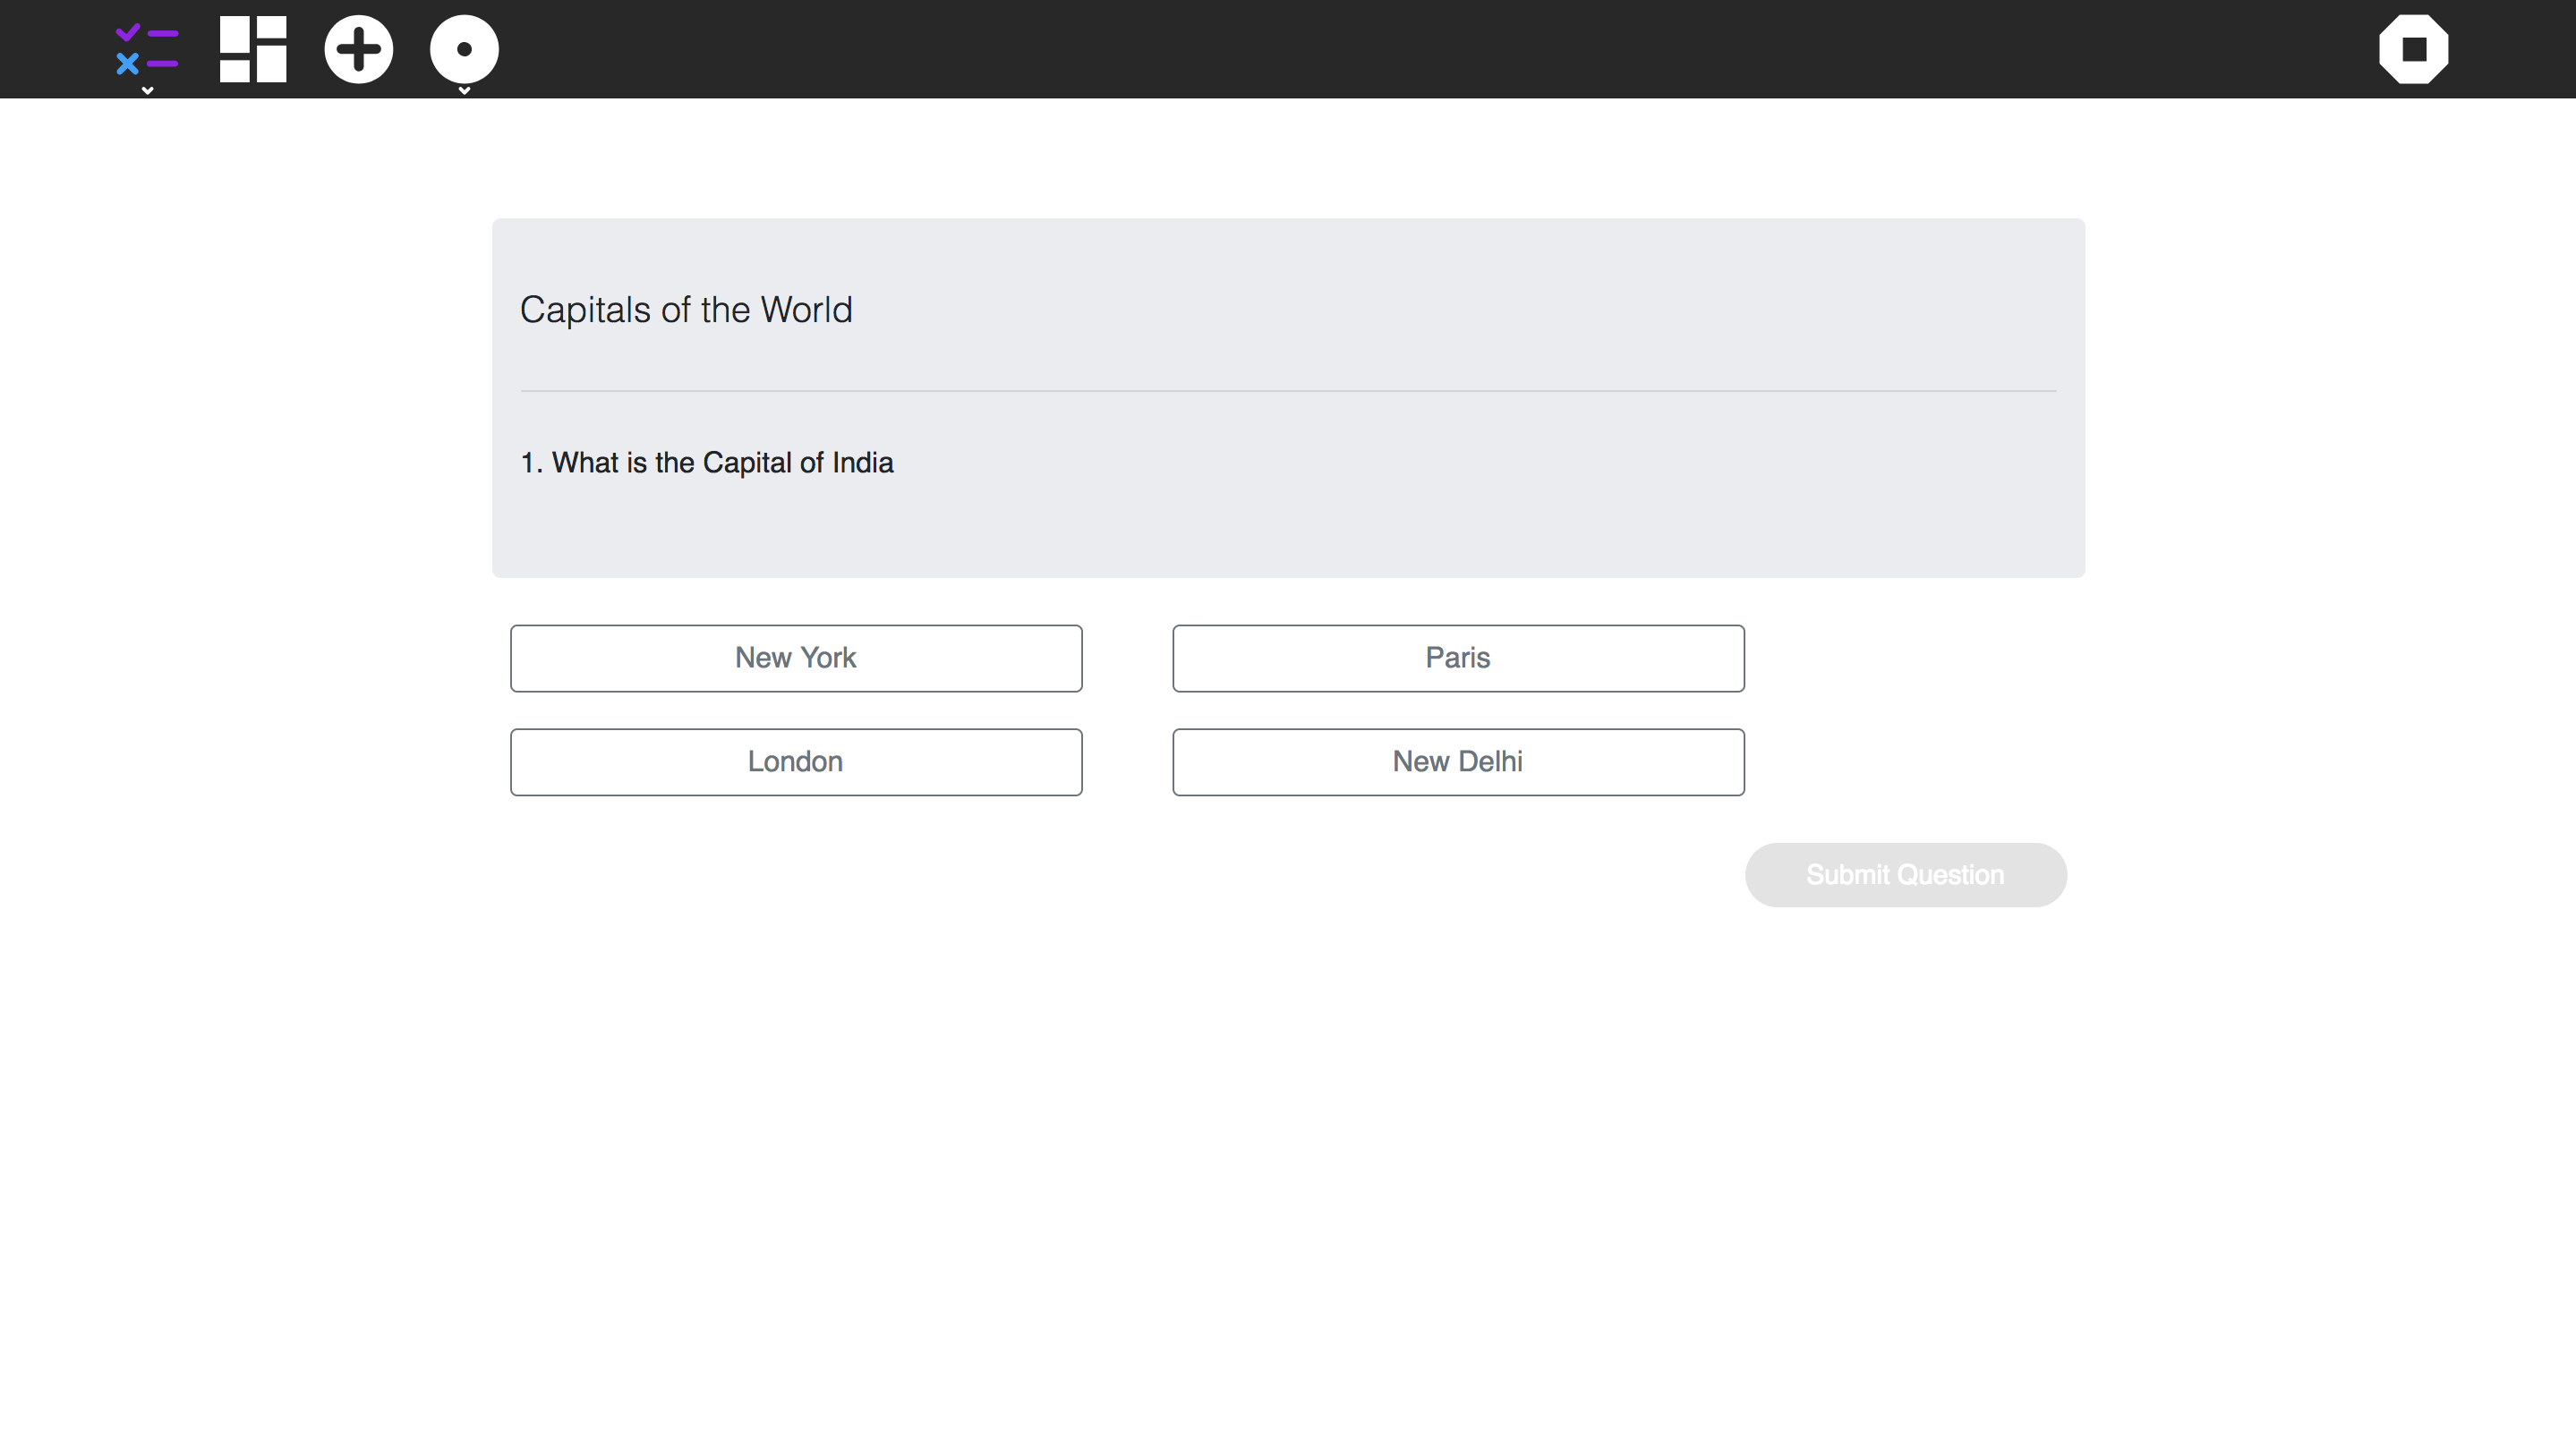 Capitals of the World
1. What is the Capital of India
New York
Paris
London
New Delhi
Submit Question